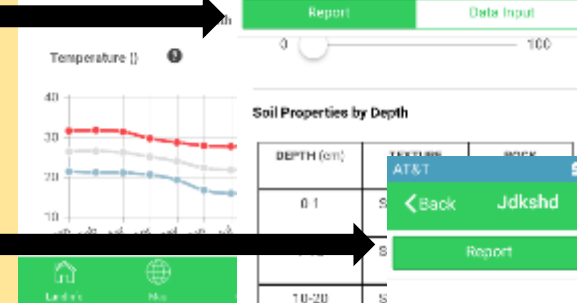 Report
Data Input
0
100
Temperature ()
?
40
30
20
10
Soil Properties by Depth
DEPTH (cm)
TEXTURE
ROCK
0-1
S
AT&T
Back
Jdkshd
S
Report
10-20
S
Map